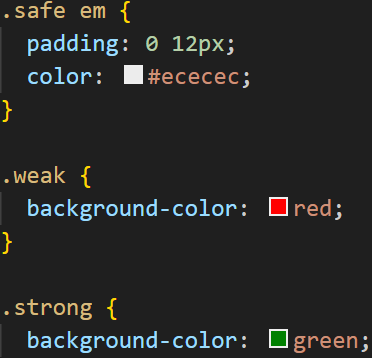 .safe em {
padding: 0 12px;
color: #ececec;
}
.weak {
background-color: red;
}
.strong {
background-color: green;